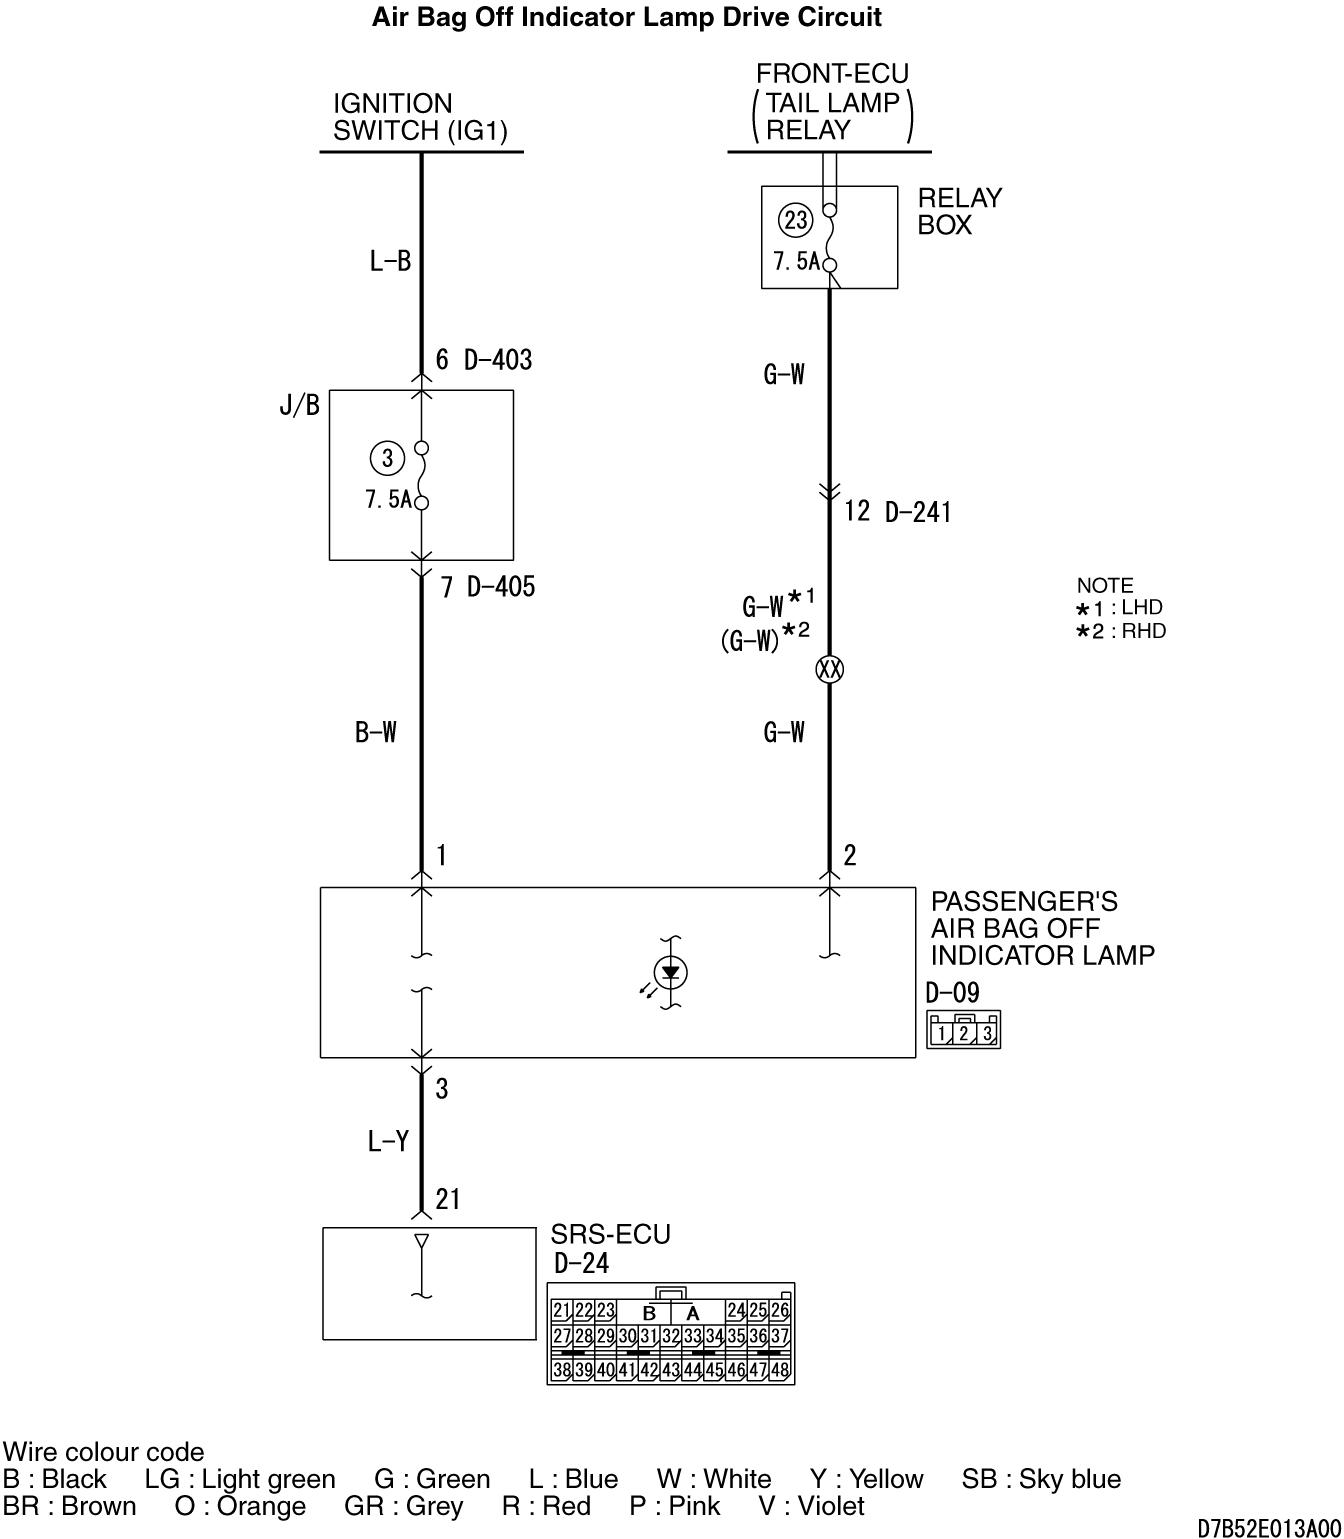 Air Bag Off Indicator Lamp Drive Circuit
IGNITION
SWITCH (IG1)
FRONT-ECU
(TAIL LAMP
RELAY)
RELAY
BOX
23
7.5A
L-B
G-W
6 D-403
J/B
3
7.5A
12 D-241
7 D-405
G-W*1
(G-W)*2
NOTE
*1 : LHD
*2 : RHD
XX
B-W
G-W
1
2
PASSENGER'S
AIR BAG OFF
INDICATOR LAMP
D-09
1 2 3
3
L-Y
21
SRS-ECU
D-24
21 22 23 B A 24 25 26
27 28 29 30 31 32 33 34 35 36 37
38 39 40 41 42 43 44 45 46 47 48
Wire colour code
B : Black LG : Light green G : Green L : Blue W : White Y : Yellow SB : Sky blue
BR : Brown O : Orange GR : Grey R : Red P : Pink V : Violet
D7B52E013A00